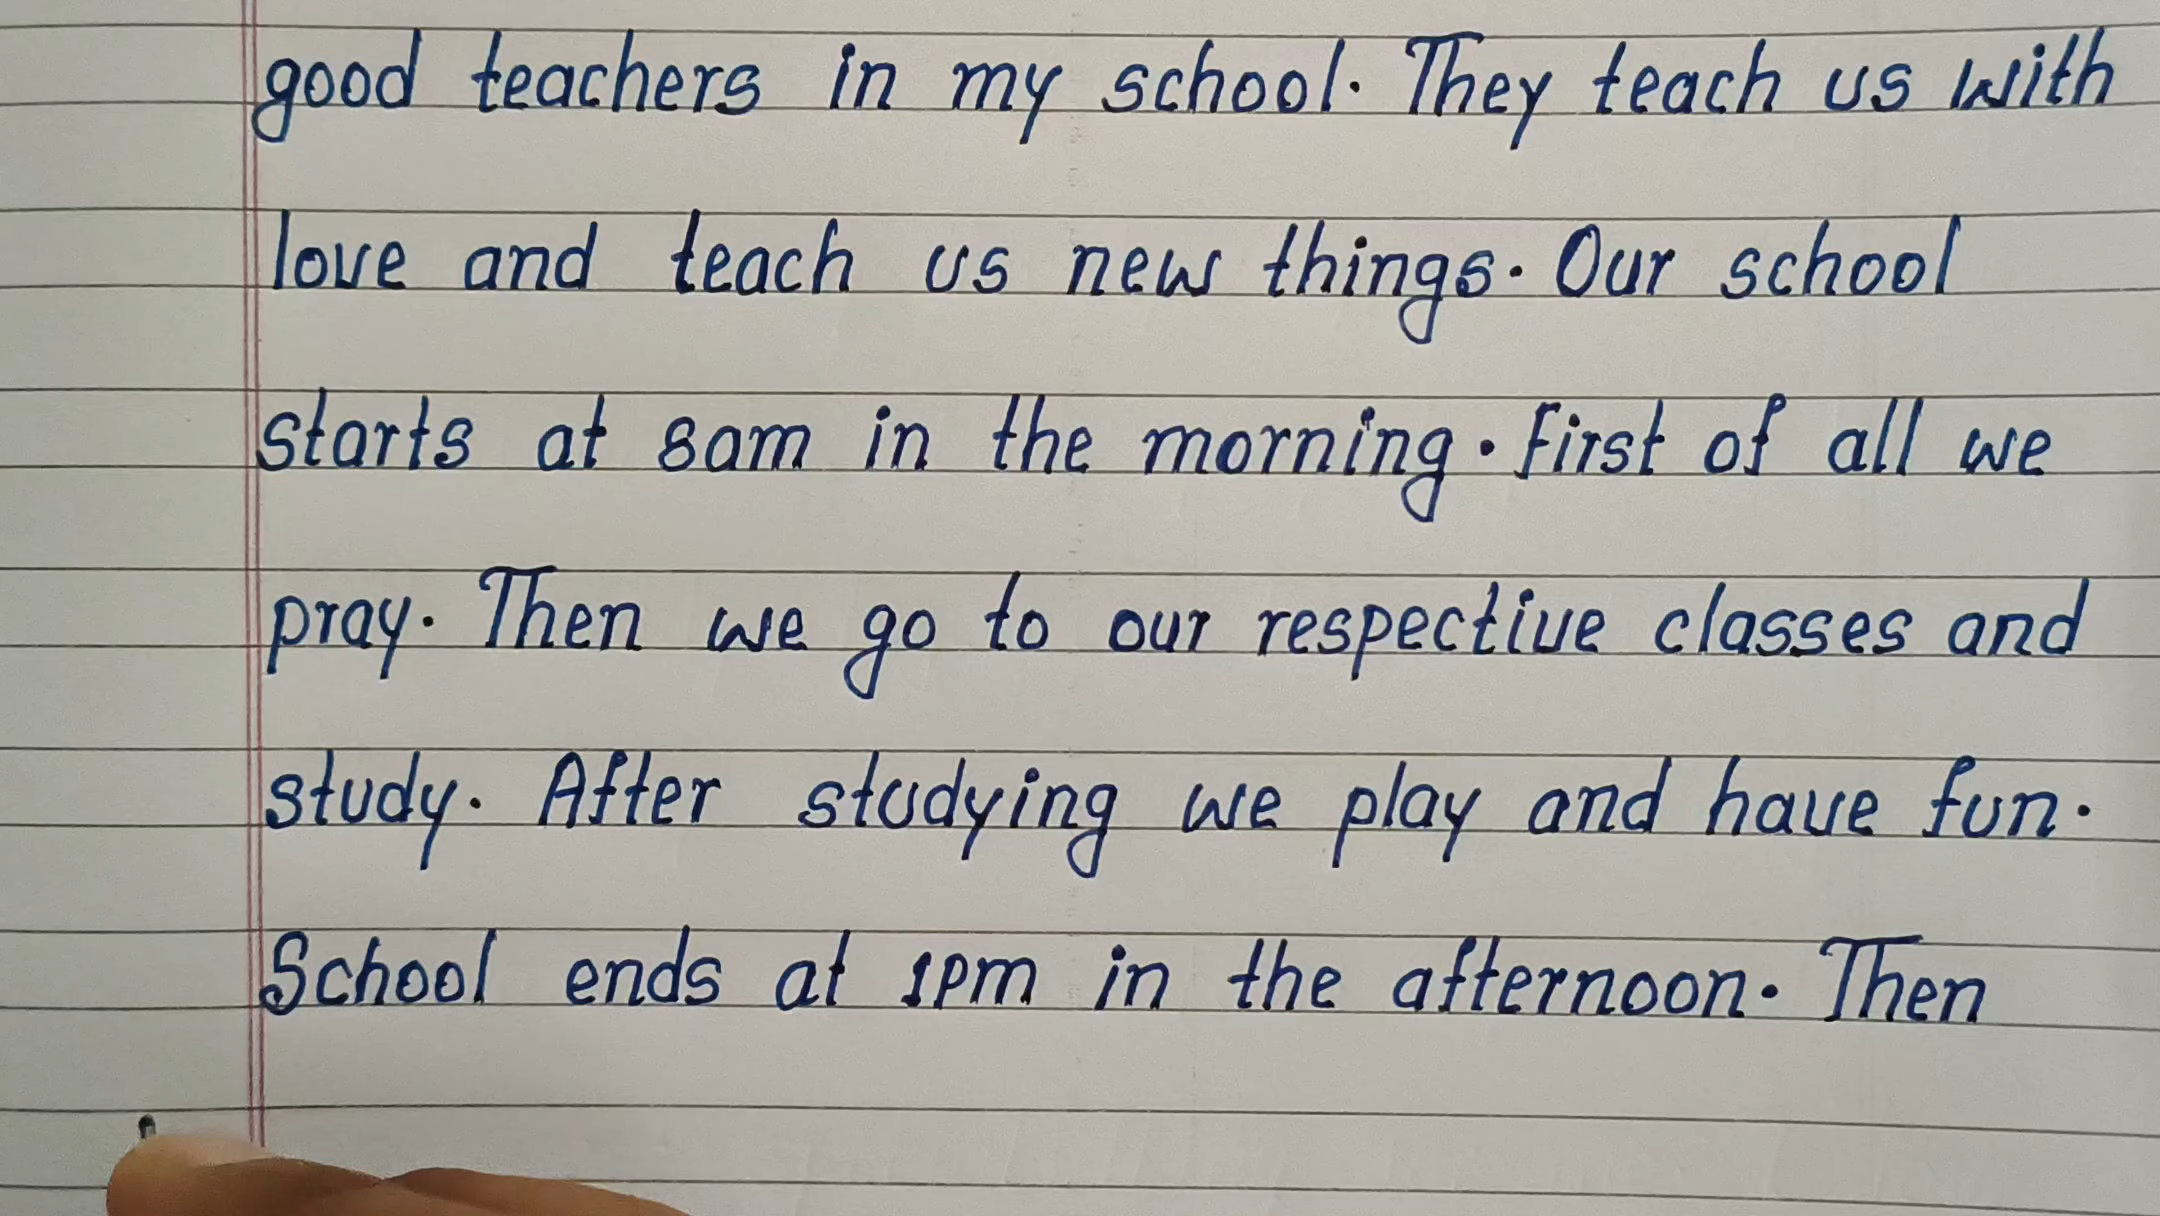 good teachers in my school. They teach us with
love and teach us new things. Our school
starts at 8am in the morning. First of all we
pray. Then we go to our respective classes and
study. After studying we play and have fun.
School ends at 1pm in the afternoon. Then